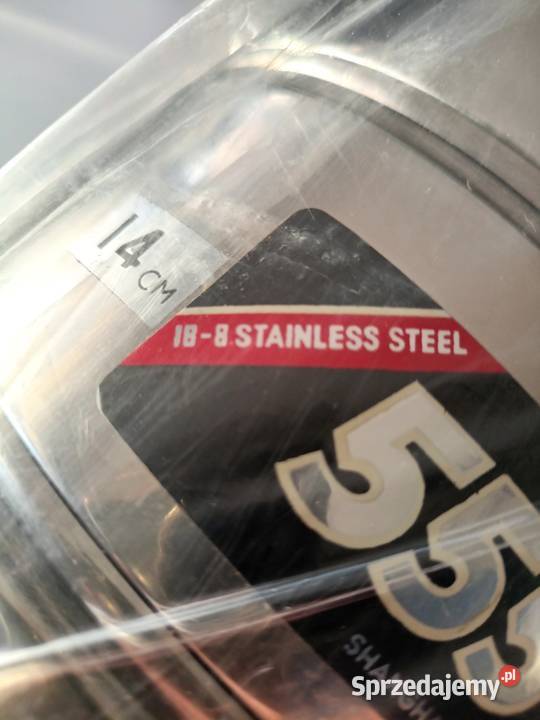 14 CM
18-8 STAINLESS STEEL
555
Sprzedajemy.pl